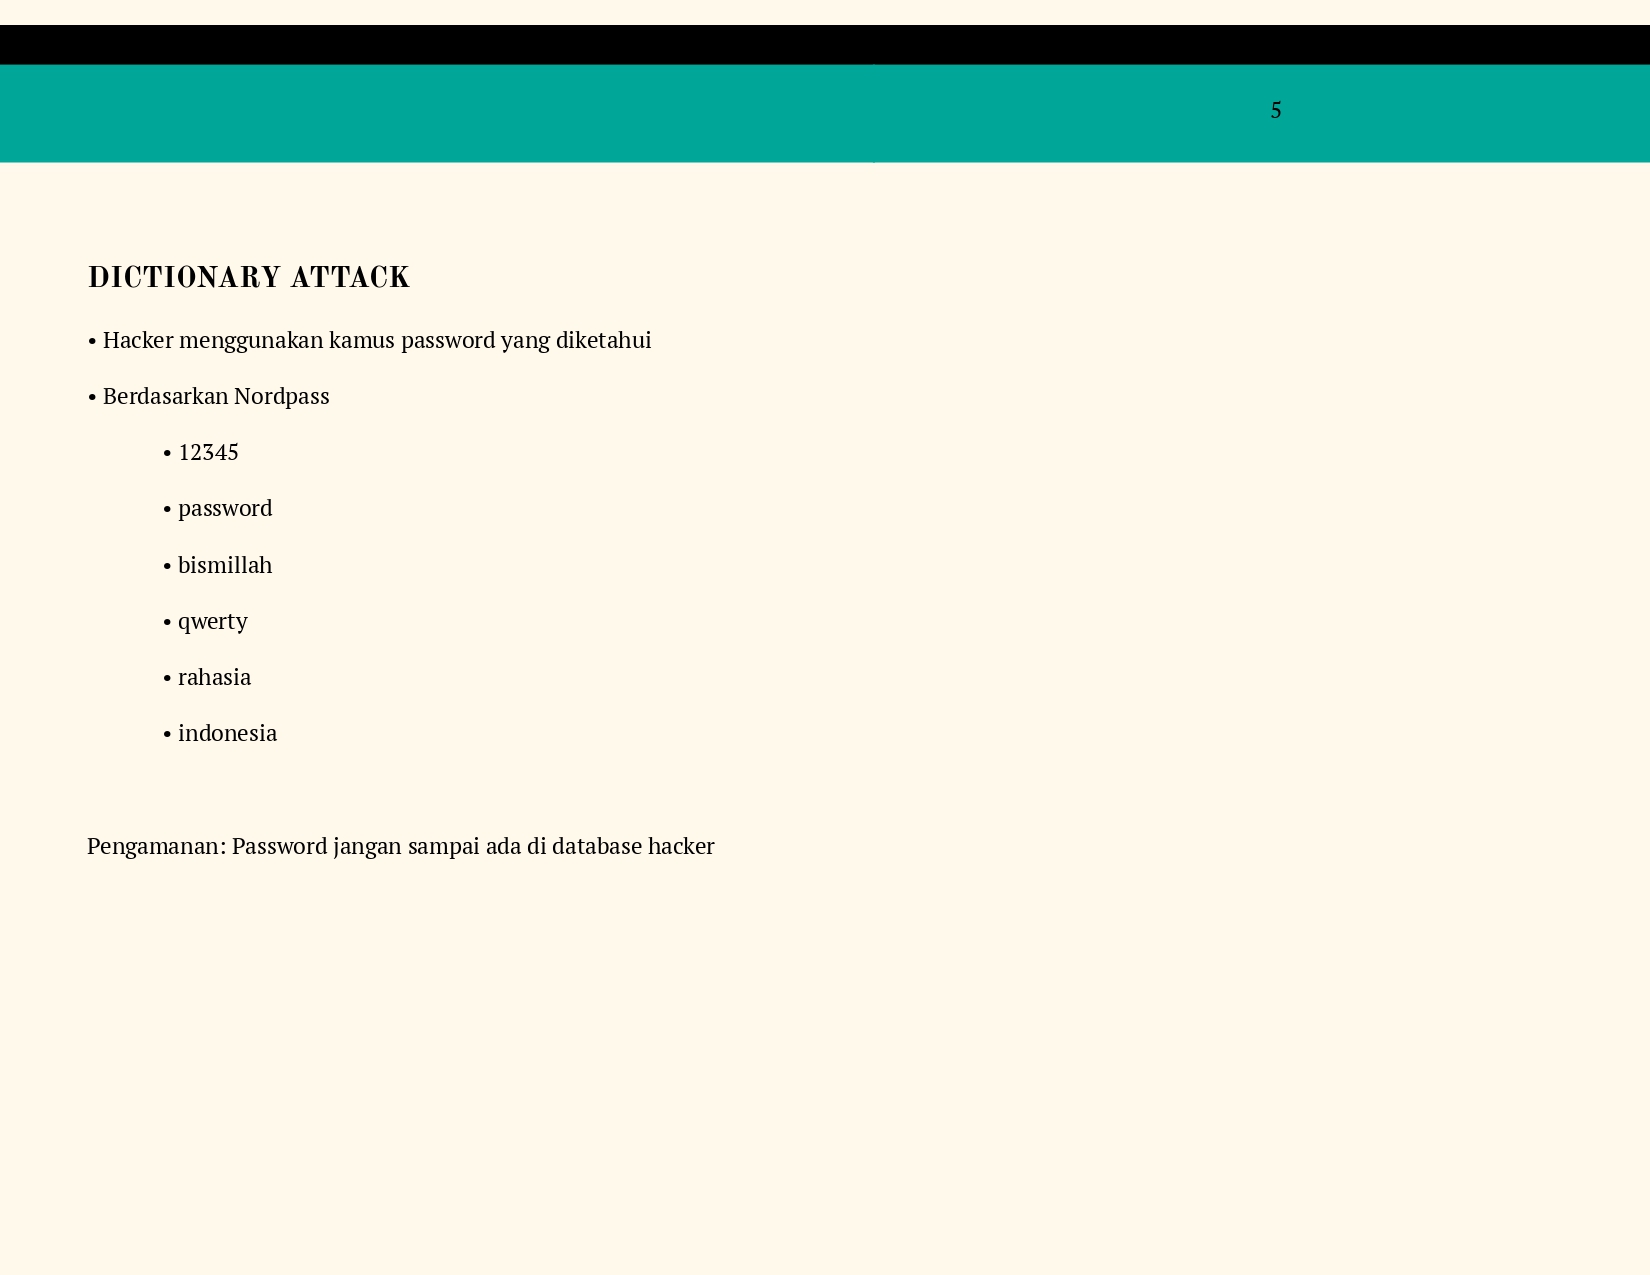 5
DICTIONARY ATTACK
• Hacker menggunakan kamus password yang diketahui
• Berdasarkan Nordpass
• 12345
• password
• bismillah
• qwerty
• rahasia
• indonesia
Pengamanan: Password jangan sampai ada di database hacker